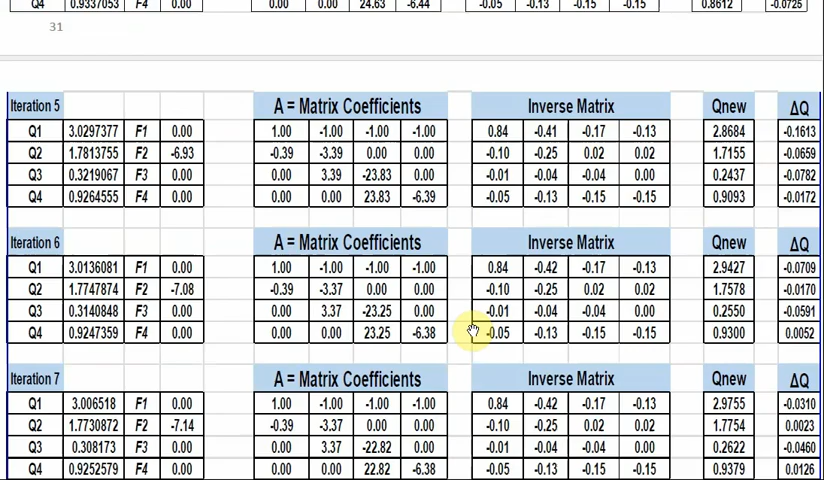 Q4 0.9337053 F4 0.00 0.00 0.00 24.63 -6.44 -0.05 -0.13 -0.15 -0.15 0.8612 -0.0725
31
Iteration 5 A = Matrix Coefficients Inverse Matrix Qnew ΔQ
Q1 3.0297377 F1 0.00 1.00 -1.00 -1.00 -1.00 0.84 -0.41 -0.17 -0.13 2.8684 -0.1613
Q2 1.7813755 F2 -6.93 -0.39 -3.39 0.00 0.00 -0.10 -0.25 0.02 0.02 1.7155 -0.0659
Q3 0.3219067 F3 0.00 0.00 3.39 -23.83 0.00 -0.01 -0.04 -0.04 0.00 0.2437 -0.0782
Q4 0.9264555 F4 0.00 0.00 0.00 23.83 -6.39 -0.05 -0.13 -0.15 -0.15 0.9093 -0.0172
Iteration 6 A = Matrix Coefficients Inverse Matrix Qnew ΔQ
Q1 3.0136081 F1 0.00 1.00 -1.00 -1.00 -1.00 0.84 -0.42 -0.17 -0.13 2.9427 -0.0709
Q2 1.7747874 F2 -7.08 -0.39 -3.37 0.00 0.00 -0.10 -0.25 0.02 0.02 1.7578 -0.0170
Q3 0.3140848 F3 0.00 0.00 3.37 -23.25 0.00 -0.01 -0.04 -0.04 0.00 0.2550 -0.0591
Q4 0.9247359 F4 0.00 0.00 0.00 23.25 -6.38 -0.05 -0.13 -0.15 -0.15 0.9300 0.0052
Iteration 7 A = Matrix Coefficients Inverse Matrix Qnew ΔQ
Q1 3.006518 F1 0.00 1.00 -1.00 -1.00 -1.00 0.84 -0.42 -0.17 -0.13 2.9755 -0.0310
Q2 1.7730872 F2 -7.14 -0.39 -3.37 0.00 0.00 -0.10 -0.25 0.02 0.02 1.7754 0.0023
Q3 0.308173 F3 0.00 0.00 3.37 -22.82 0.00 -0.01 -0.04 -0.04 0.00 0.2622 -0.0460
Q4 0.9252579 F4 0.00 0.00 0.00 22.82 -6.38 -0.05 -0.13 -0.15 -0.15 0.9379 0.0126